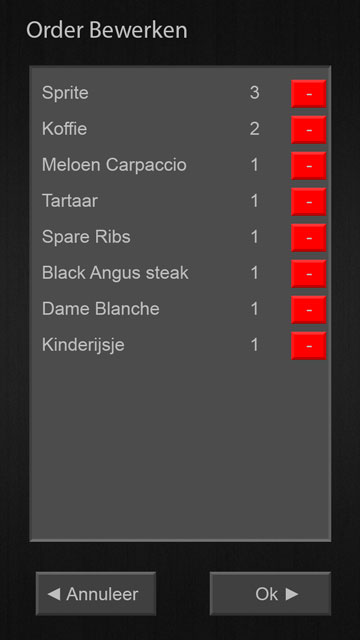 Order Bewerken
Sprite 3 -
Koffie 2 -
Meloen Carpaccio 1 -
Tartaar 1 -
Spare Ribs 1 -
Black Angus steak 1 -
Dame Blanche 1 -
Kinderijsje 1 -
◀ Annuleer Ok ▶